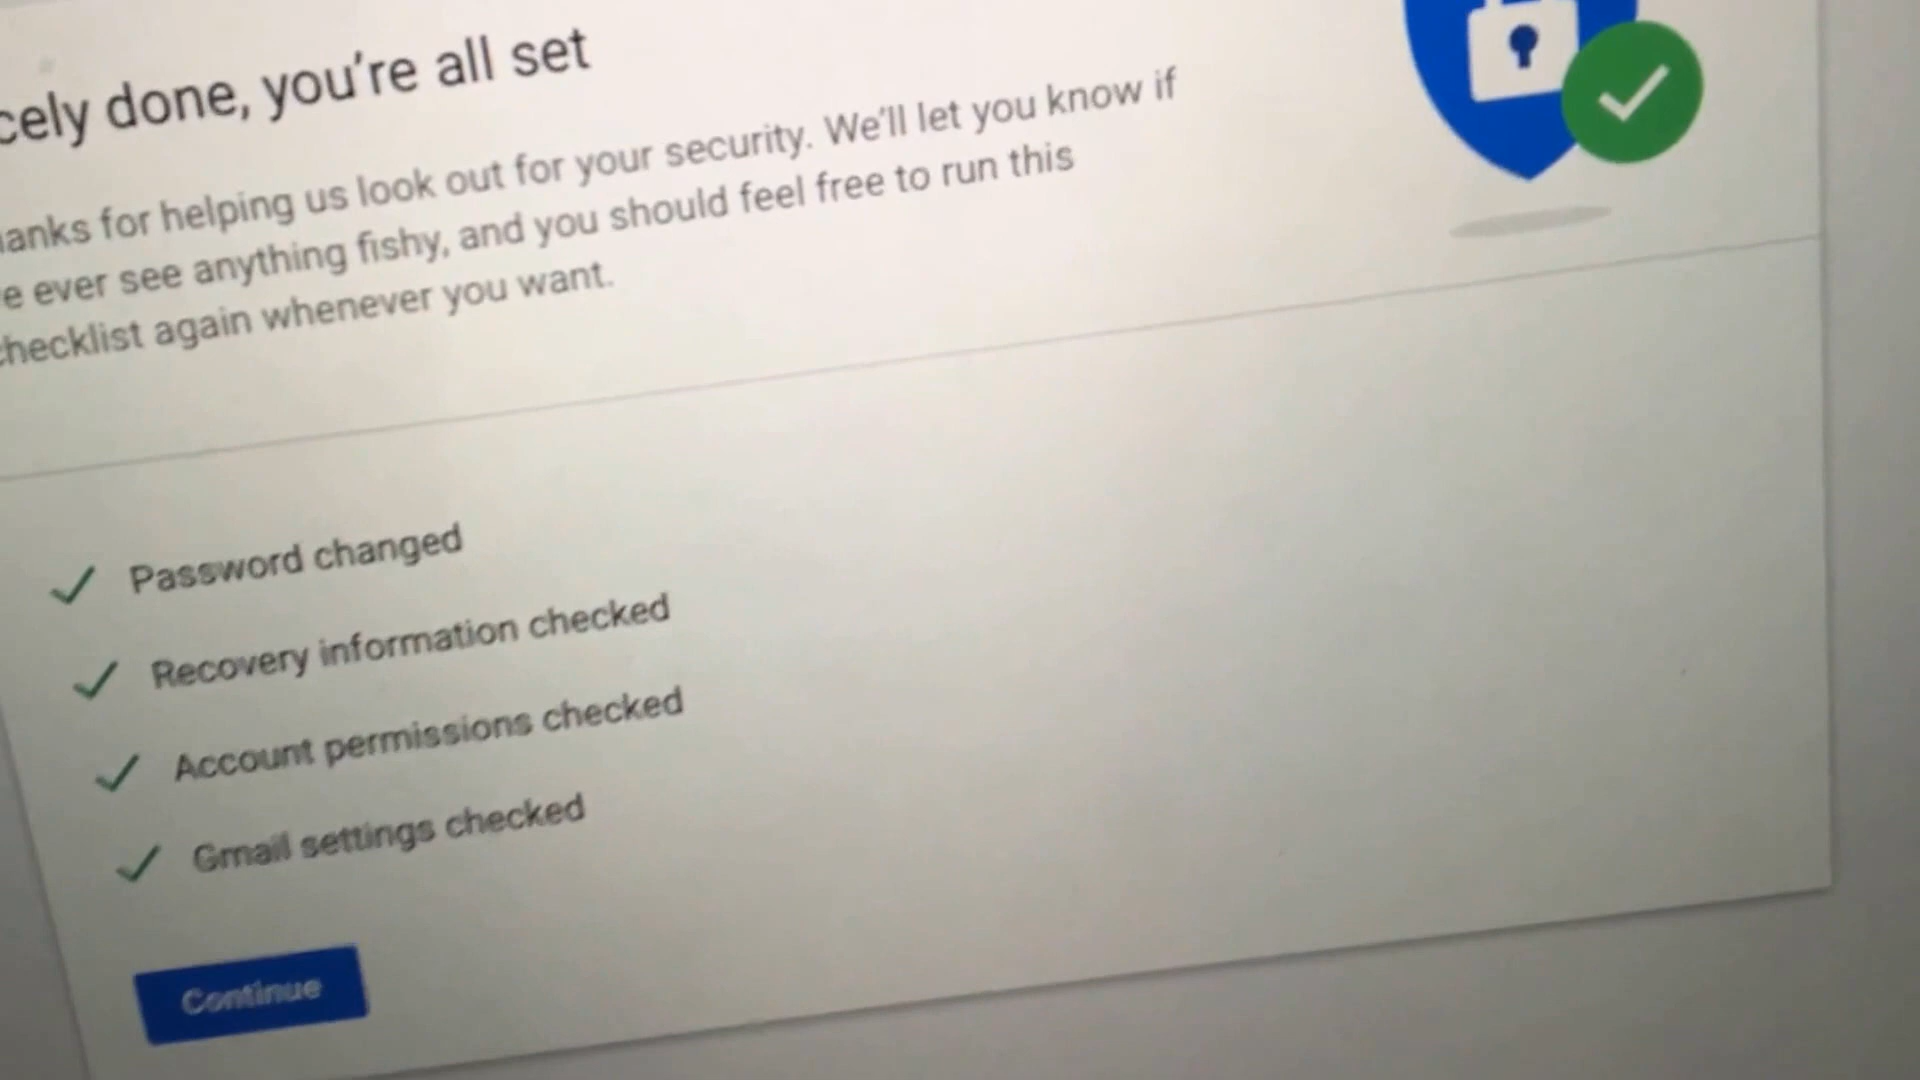 cely done, you're all set
anks for helping us look out for your security. We'll let you know if
e ever see anything fishy, and you should feel free to run this
checklist again whenever you want.
Password changed
Recovery information checked
Account permissions checked
Gmail settings checked
Continue